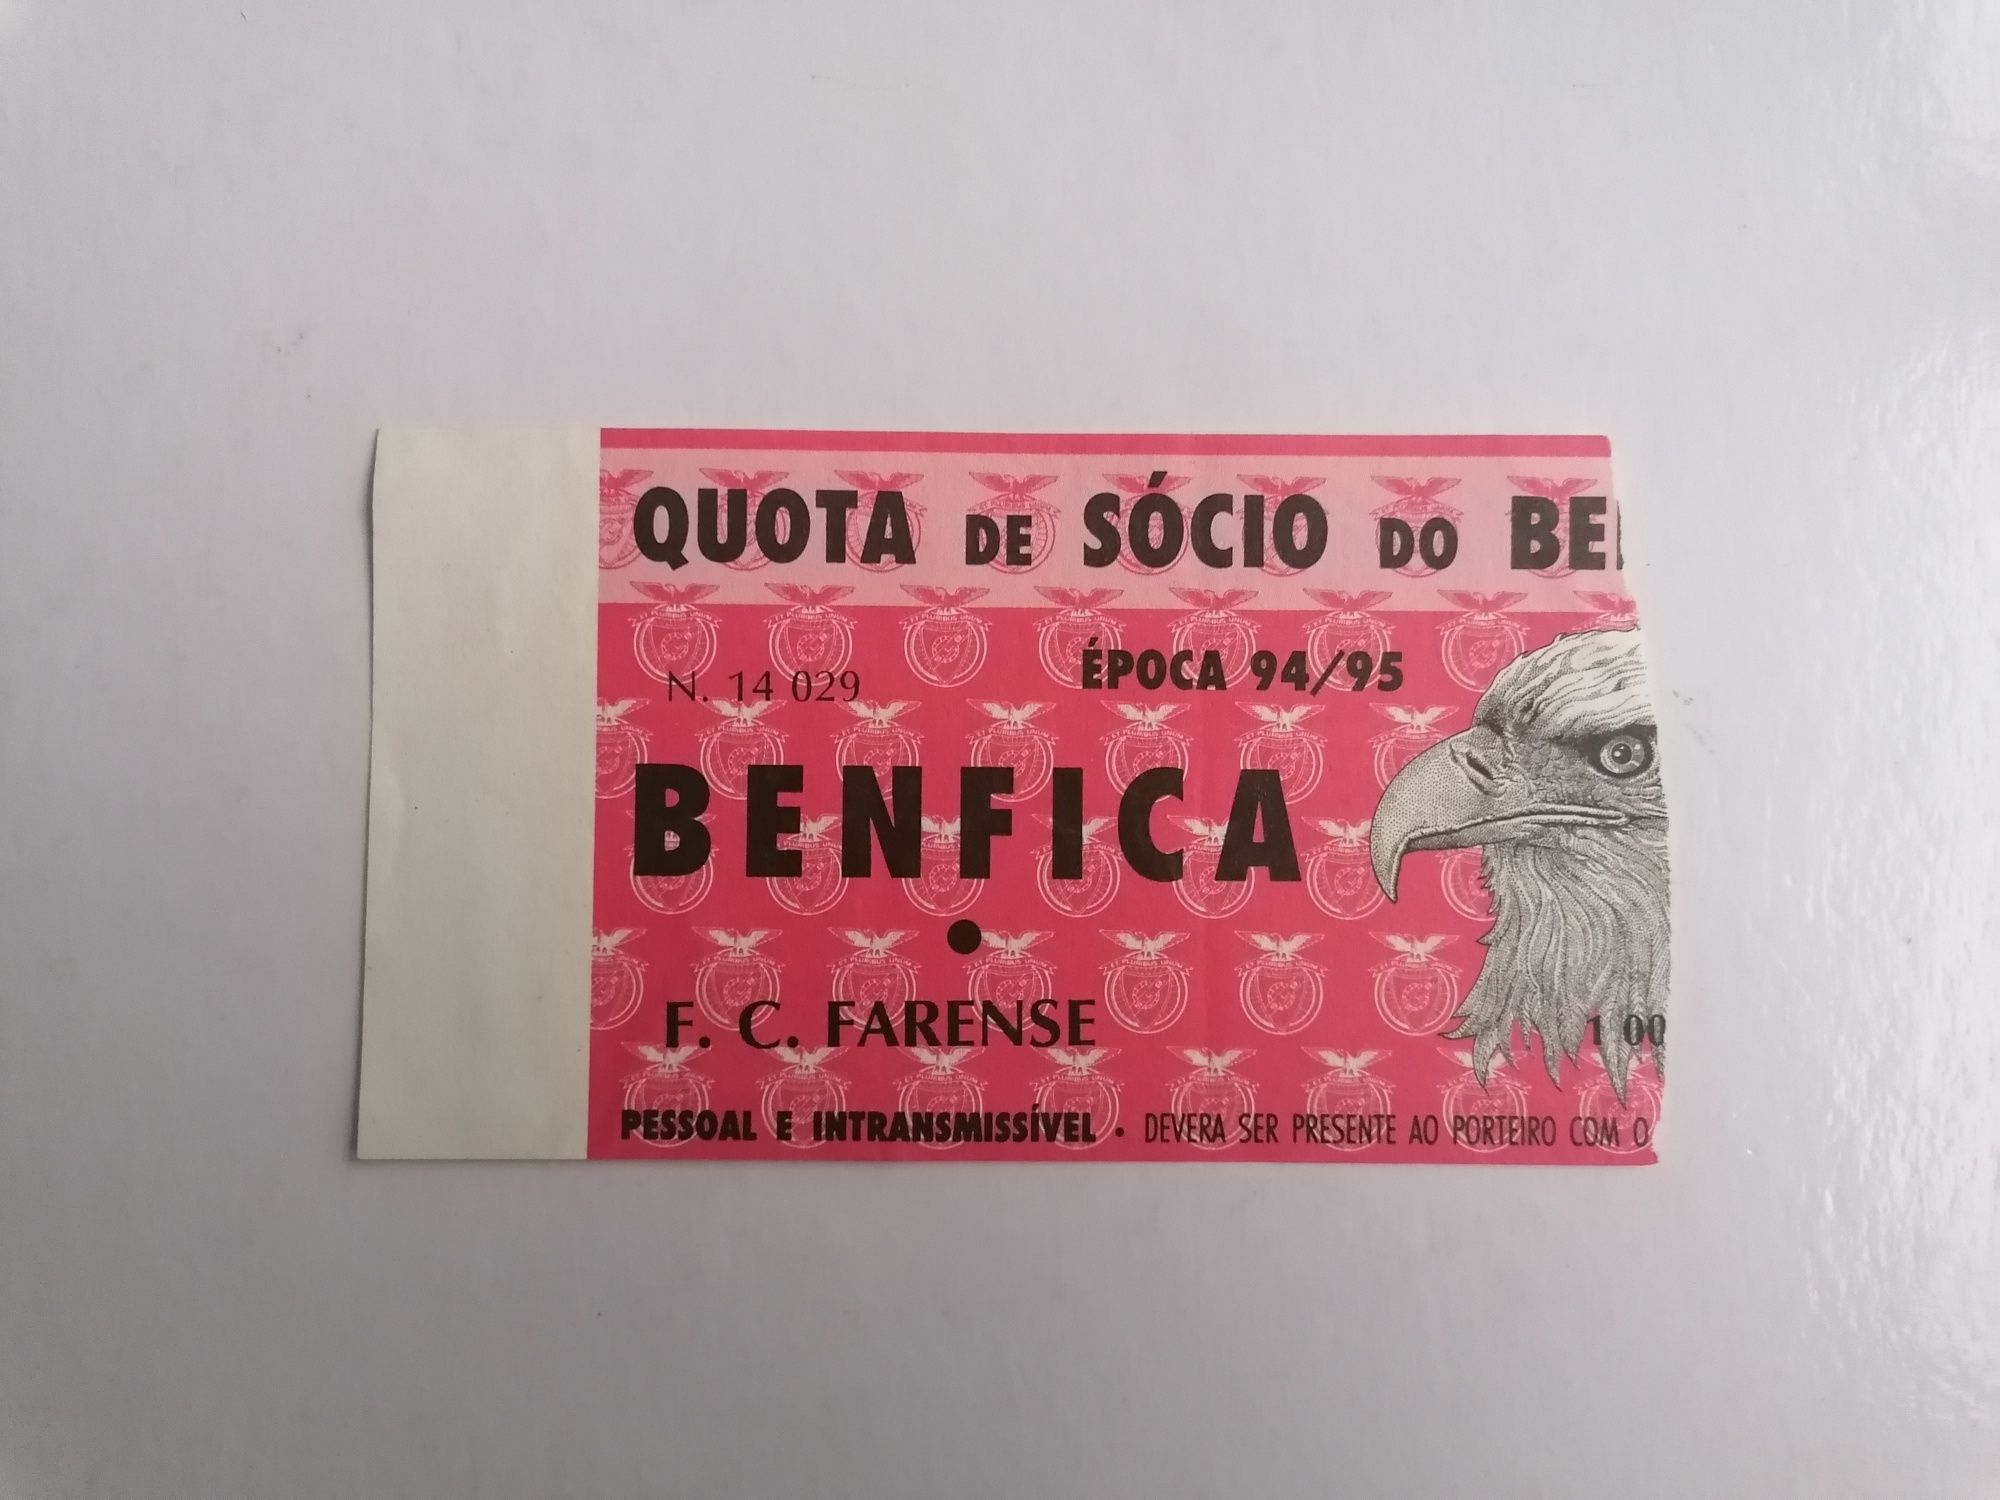 QUOTA DE SÓCIO DO BE
N. 14 029
ÉPOCA 94/95
BENFICA
•
F. C. FARENSE
1 00
PESSOAL E INTRANSMISSÍVEL • DEVERA SER PRESENTE AO PORTEIRO COM O